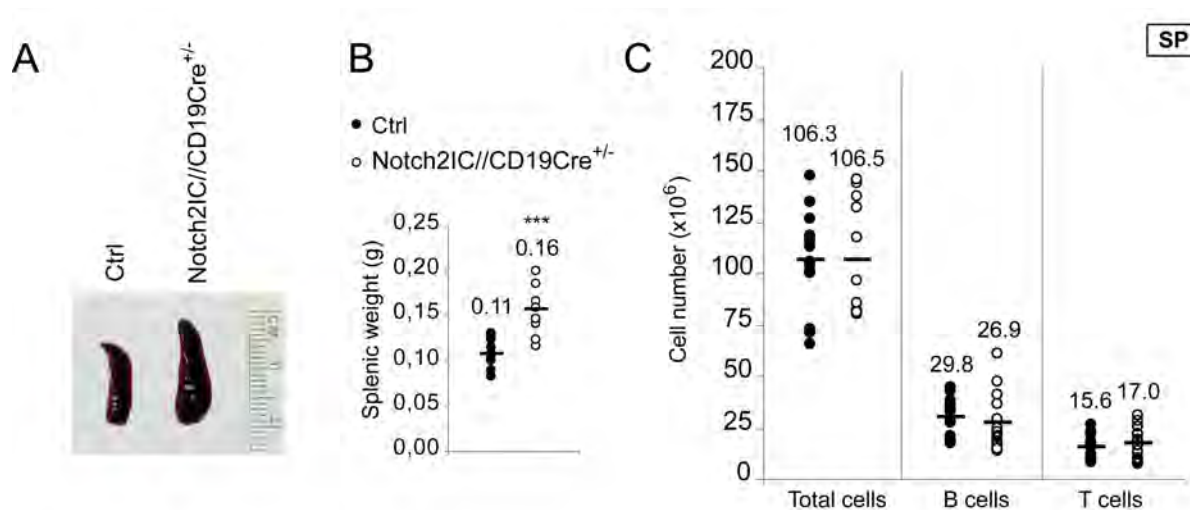 A
Ctrl
Notch2IC//CD19Cre+/-
cm
B
● Ctrl
○ Notch2IC//CD19Cre+/-
Splenic weight (g)
0,25
0,20
0,15
0,10
0,05
0,00
0.11
***
0.16
C
SP
Cell number (x10⁶)
200
175
150
125
100
75
50
25
0
106.3
106.5
29.8
26.9
15.6
17.0
Total cells
B cells
T cells